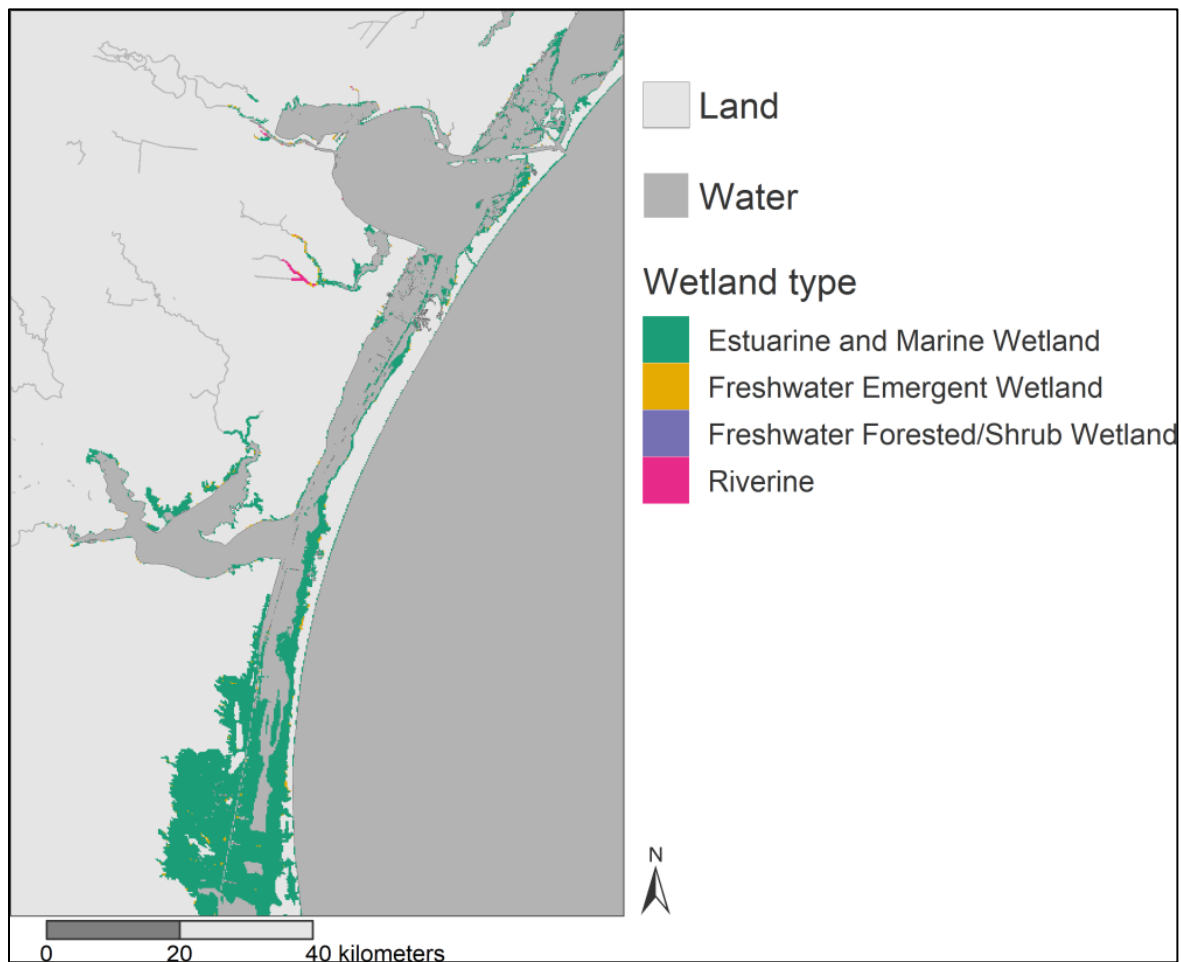 Land
Water
Wetland type
Estuarine and Marine Wetland
Freshwater Emergent Wetland
Freshwater Forested/Shrub Wetland
Riverine
N
0 20 40 kilometers